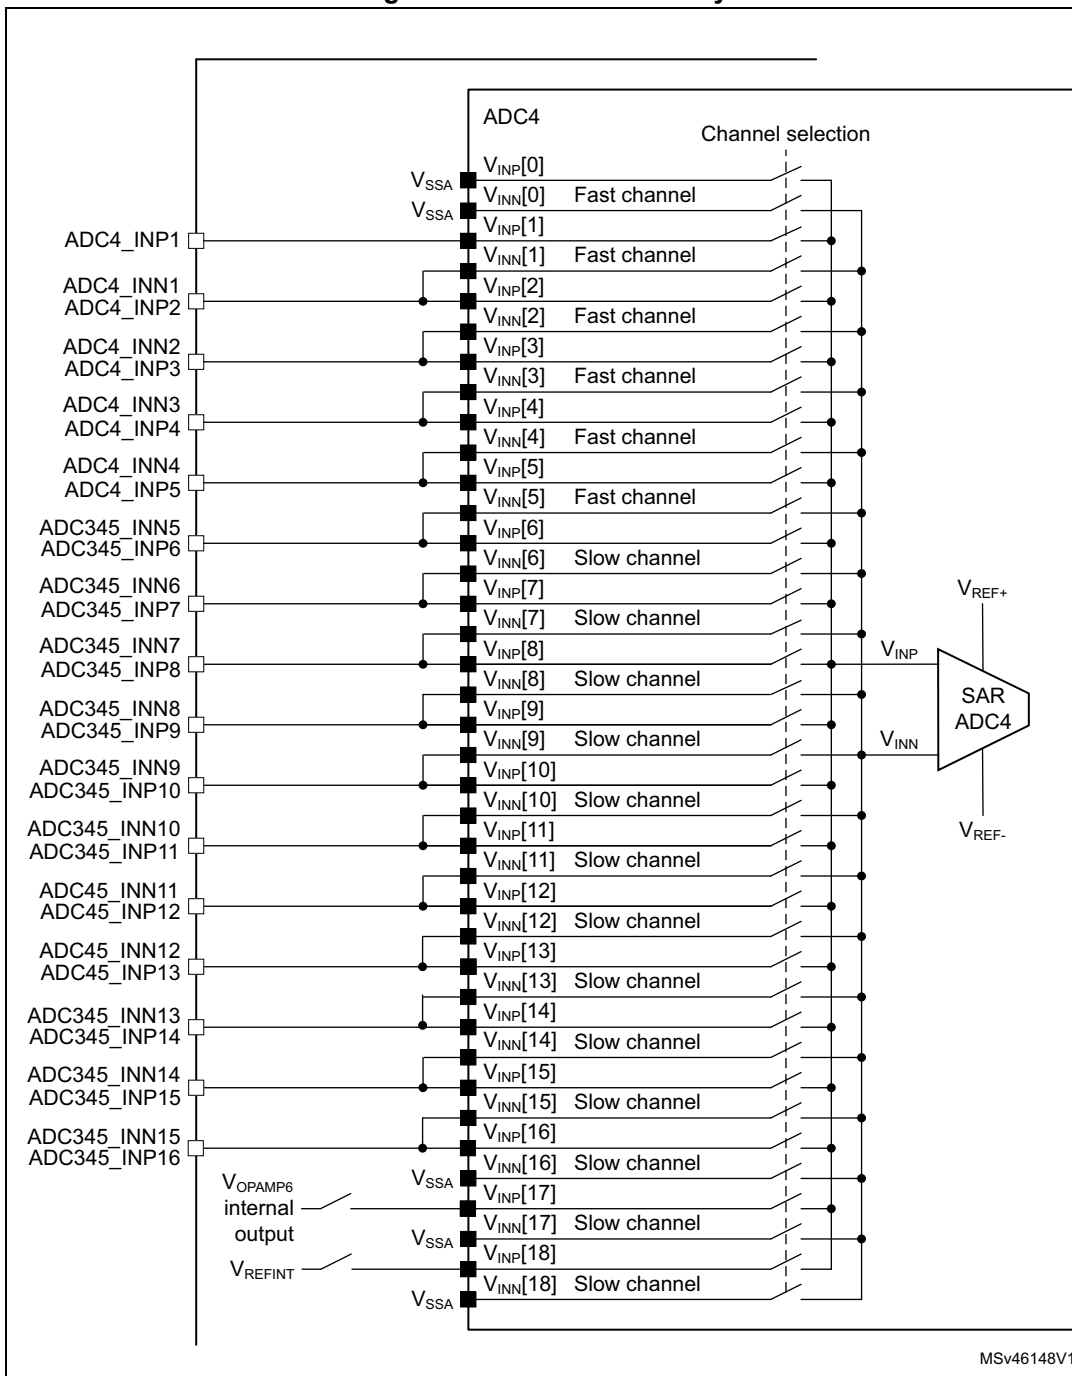 ADC4
Channel selection
VSSA
VINP[0]
VSSA
VINN[0] Fast channel
ADC4_INP1
VINP[1]
VINN[1] Fast channel
ADC4_INN1
ADC4_INP2
VINP[2]
VINN[2] Fast channel
ADC4_INN2
ADC4_INP3
VINP[3]
VINN[3] Fast channel
ADC4_INN3
ADC4_INP4
VINP[4]
VINN[4] Fast channel
ADC4_INN4
ADC4_INP5
VINP[5]
VINN[5] Fast channel
ADC345_INN5
ADC345_INP6
VINP[6]
VINN[6] Slow channel
ADC345_INN6
ADC345_INP7
VINP[7]
VINN[7] Slow channel
ADC345_INN7
ADC345_INP8
VINP[8]
VINN[8] Slow channel
ADC345_INN8
ADC345_INP9
VINP[9]
VINN[9] Slow channel
ADC345_INN9
ADC345_INP10
VINP[10]
VINN[10] Slow channel
ADC345_INN10
ADC345_INP11
VINP[11]
VINN[11] Slow channel
ADC45_INN11
ADC45_INP12
VINP[12]
VINN[12] Slow channel
ADC45_INN12
ADC45_INP13
VINP[13]
VINN[13] Slow channel
ADC345_INN13
ADC345_INP14
VINP[14]
VINN[14] Slow channel
ADC345_INN14
ADC345_INP15
VINP[15]
VINN[15] Slow channel
ADC345_INN15
ADC345_INP16
VINP[16]
VSSA
VINN[16] Slow channel
VOPAMP6
internal
output
VINP[17]
VSSA
VINN[17] Slow channel
VREFINT
VINP[18]
VSSA
VINN[18] Slow channel
VREF+
VINP
SAR
ADC4
VINN
VREF-
MSv46148V1